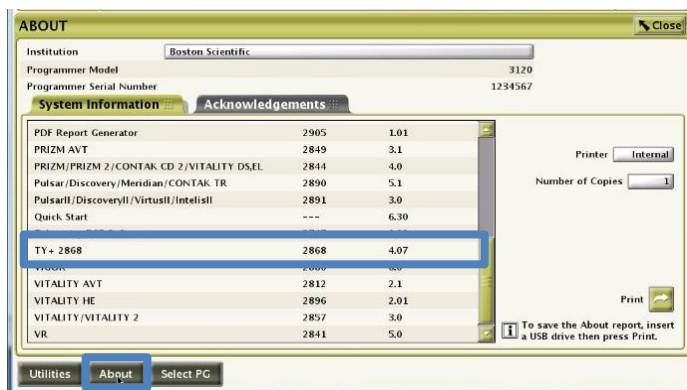 ABOUT Close
Institution Boston Scientific
Programmer Model 3120
Programmer Serial Number 1234567
System Information Acknowledgements
PDF Report Generator 2905 1.01
PRIZM AVT 2849 3.1
PRIZM/PRIZM 2/CONTAK CD 2/VITALITY DS,EL 2844 4.0
Pulsar/Discovery/Meridian/CONTAK TR 2890 5.1
PulsarII/DiscoveryII/VirtusII/IntelisII 2891 3.0
Quick Start --- 6.30
TY+ 2868 2868 4.07
VITALITY AVT 2812 2.1
VITALITY HE 2896 2.01
VITALITY/VITALITY 2 2857 3.0
VR 2841 5.0
Printer Internal
Number of Copies 1
Print
To save the About report, insert
a USB drive then press Print.
Utilities About Select PG